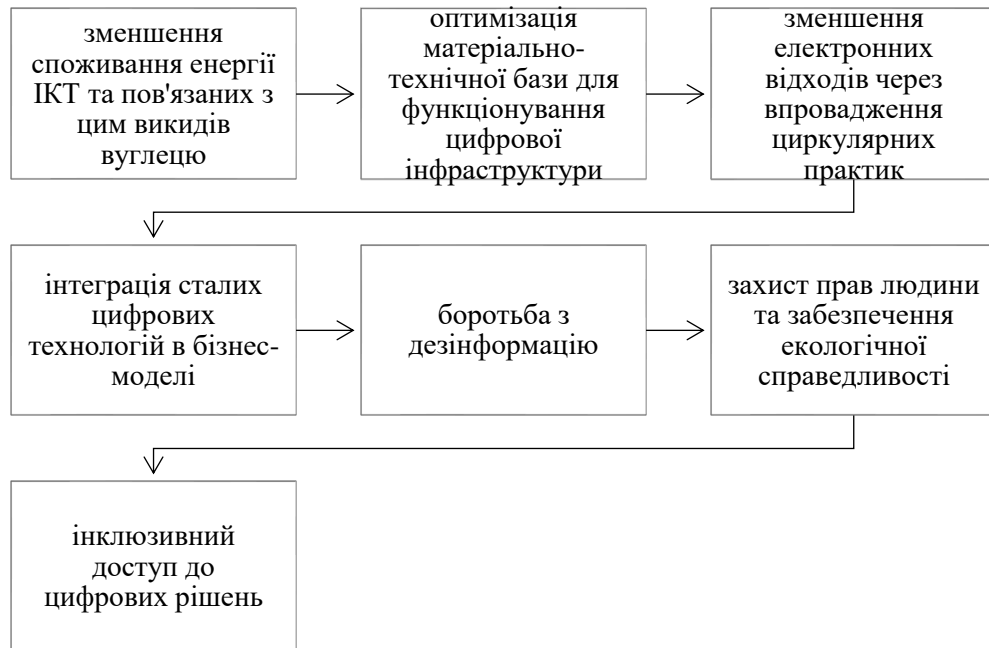 зменшення
споживання енергії
ІКТ та пов'язаних з
цим викидів
вуглецю
оптимізація
матеріально-
технічної бази для
функціонування
цифрової
інфраструктури
зменшення
електронних
відходів через
впровадження
циркулярних
практик
інтеграція сталих
цифрових
технологій в бізнес-
моделі
боротьба з
дезінформацію
захист прав людини
та забезпечення
екологічної
справедливості
інклюзивний
доступ до
цифрових рішень